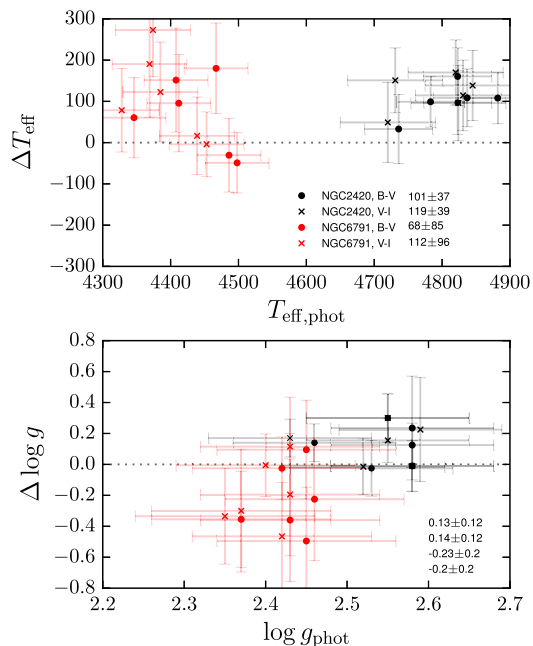 300
200
100
0
−100
−200
−300
ΔT_eff
NGC2420, B-V 101±37
NGC2420, V-I 119±39
NGC6791, B-V 68±85
NGC6791, V-I 112±96
4300 4400 4500 4600 4700 4800 4900
T_eff,phot
0.8
0.6
0.4
0.2
0.0
−0.2
−0.4
−0.6
−0.8
Δ log g
0.13±0.12
0.14±0.12
-0.23±0.2
-0.2±0.2
2.2 2.3 2.4 2.5 2.6 2.7
log g_phot